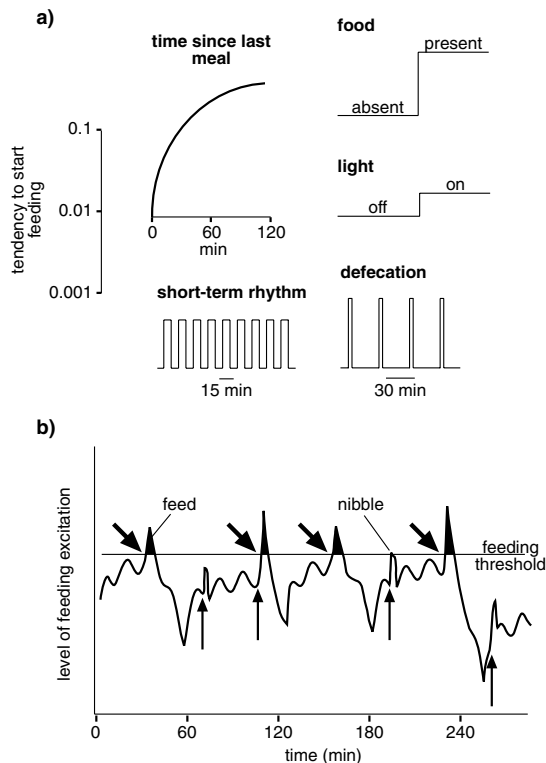 a)
time since last
meal
food
present
absent
tendency to start
feeding
0.1
0.01
0.001
0
60
120
min
light
on
off
short-term rhythm
15 min
defecation
30 min
b)
level of feeding excitation
feed
nibble
feeding
threshold
0
60
120
180
240
time (min)